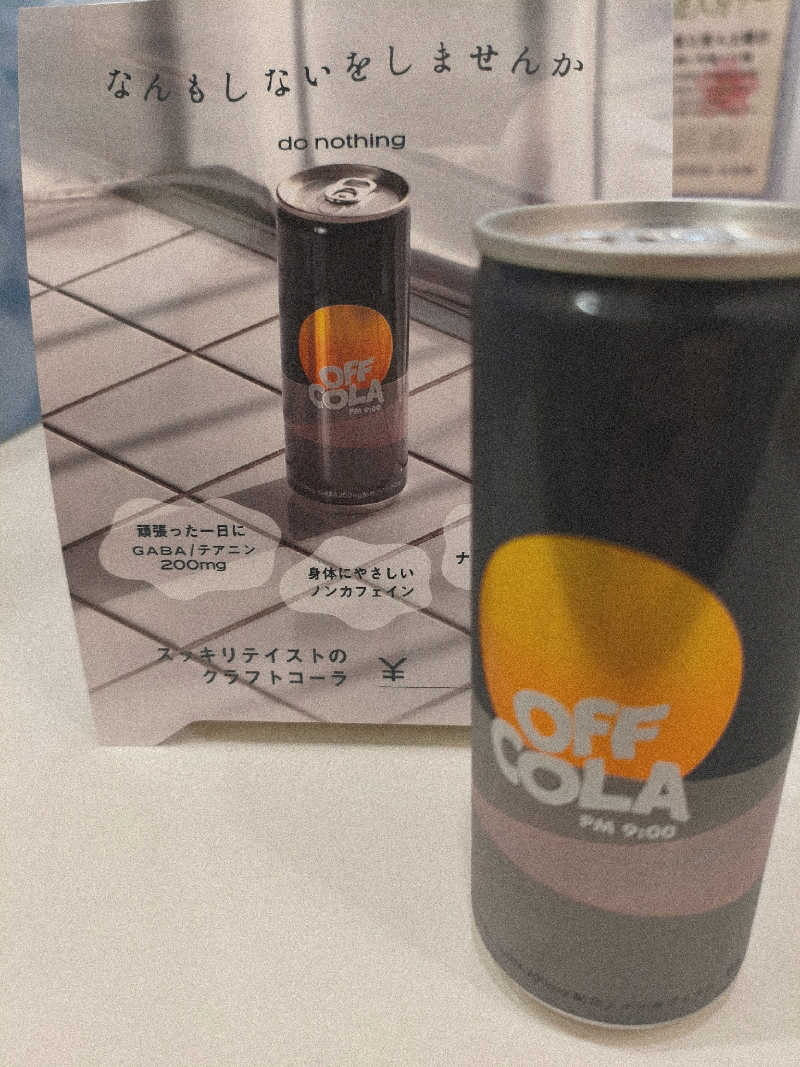 なんもしないをしませんか
do nothing
OFF
COLA
PM 9:00
頑張った一日に
GABA/テアニン
200mg
身体にやさしい
ノンカフェイン
ナ
スッキリテイストの
クラフトコーラ
¥
OFF
COLA
PM 9:00